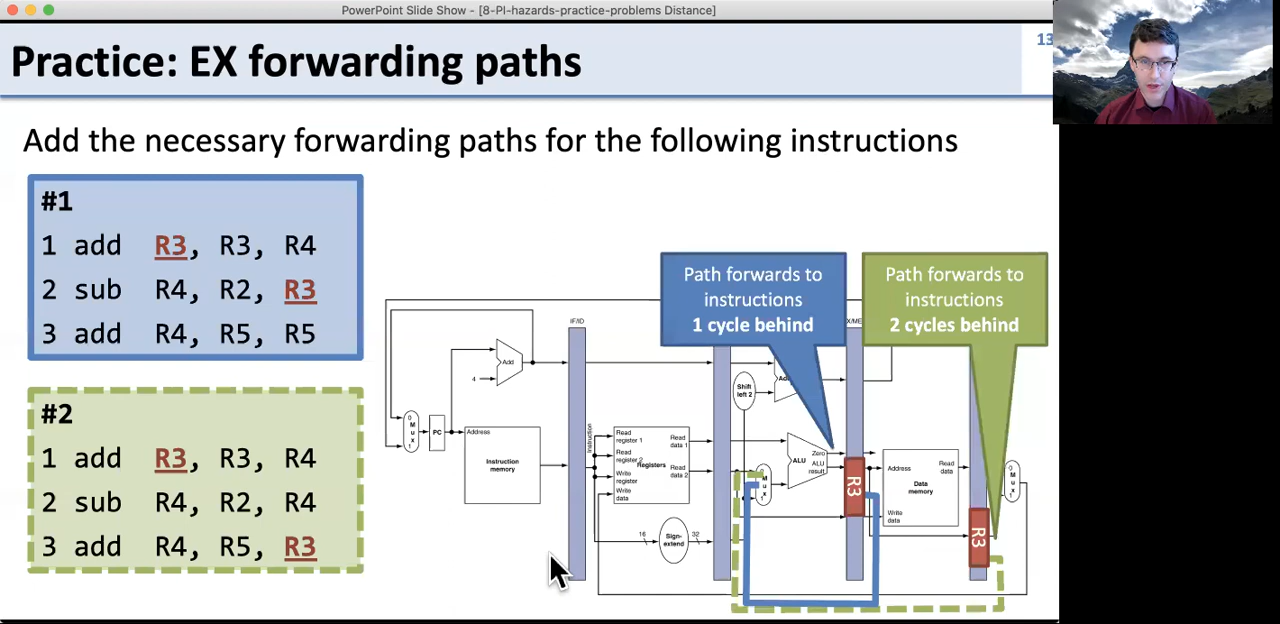 PowerPoint Slide Show - [8-PI-hazards-practice-problems Distance]
Practice: EX forwarding paths
13
Add the necessary forwarding paths for the following instructions
#1
1 add R3, R3, R4
2 sub R4, R2, R3
3 add R4, R5, R5
#2
1 add R3, R3, R4
2 sub R4, R2, R4
3 add R4, R5, R3
Path forwards to
instructions
1 cycle behind
Path forwards to
instructions
2 cycles behind
IF/ID
Add
4
0
M
u
x
1
PC
Address
Instruction
memory
Instruction
Read
register 1
Read
register 2
Write
register
Write
data
Registers
Read
data 1
Read
data 2
16
Sign-
extend
32
Shift
left 2
M
u
x
1
ALU
Zero
ALU
result
R3
Address
Read
data
Data
memory
Write
data
R3
0
M
u
x
1